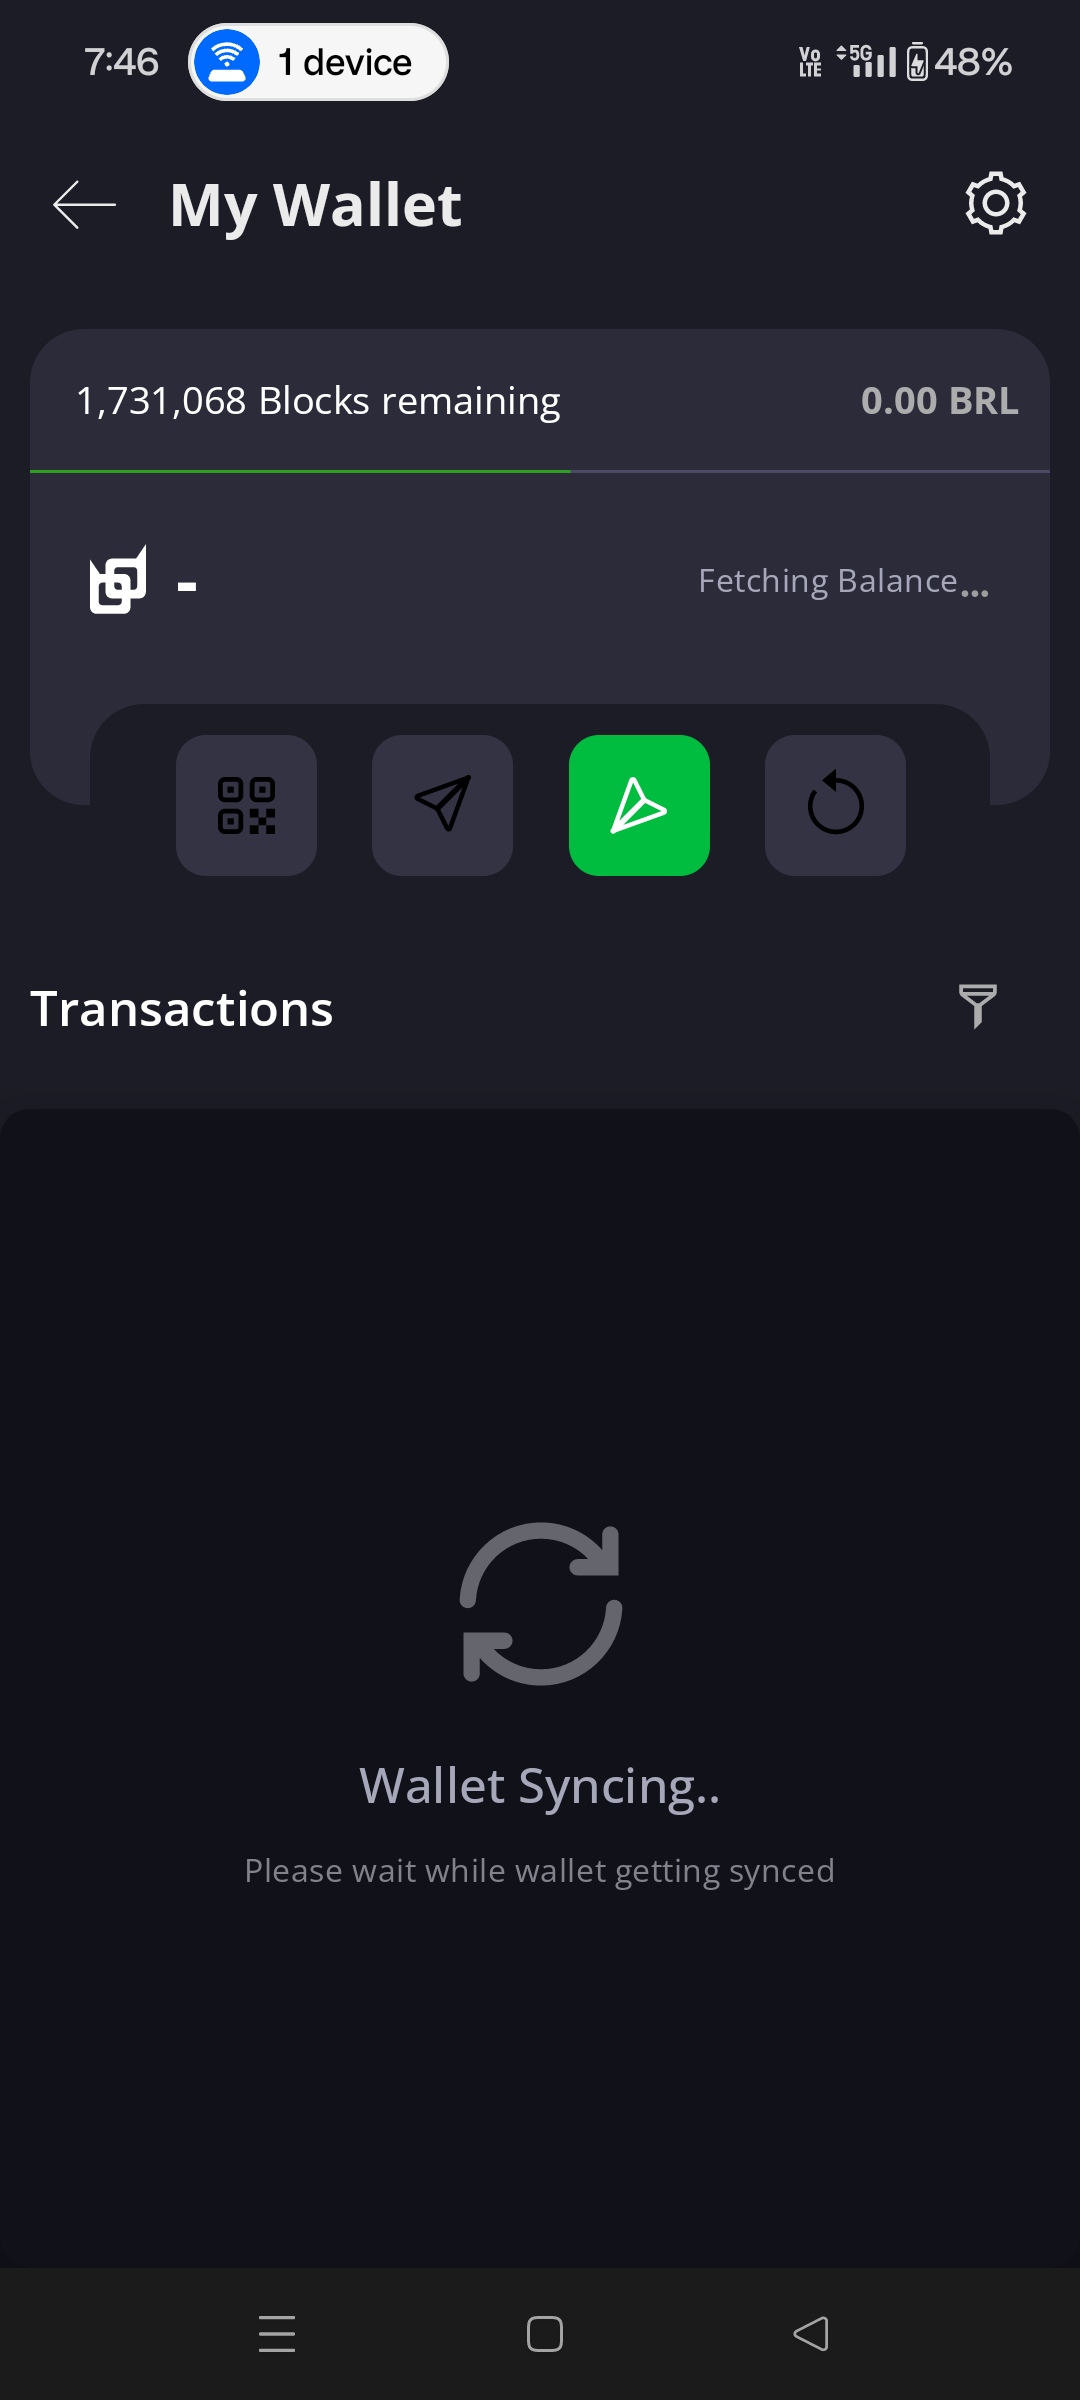 7:46
1 device
Vo LTE
5G
48%
My Wallet
1,731,068 Blocks remaining
0.00 BRL
-
Fetching Balance...
Transactions
Wallet Syncing..
Please wait while wallet getting synced